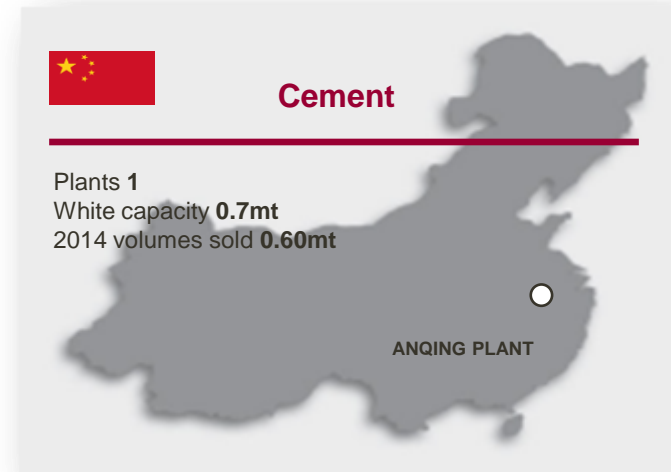 Cement
Plants 1
White capacity 0.7mt
2014 volumes sold 0.60mt
ANQING PLANT